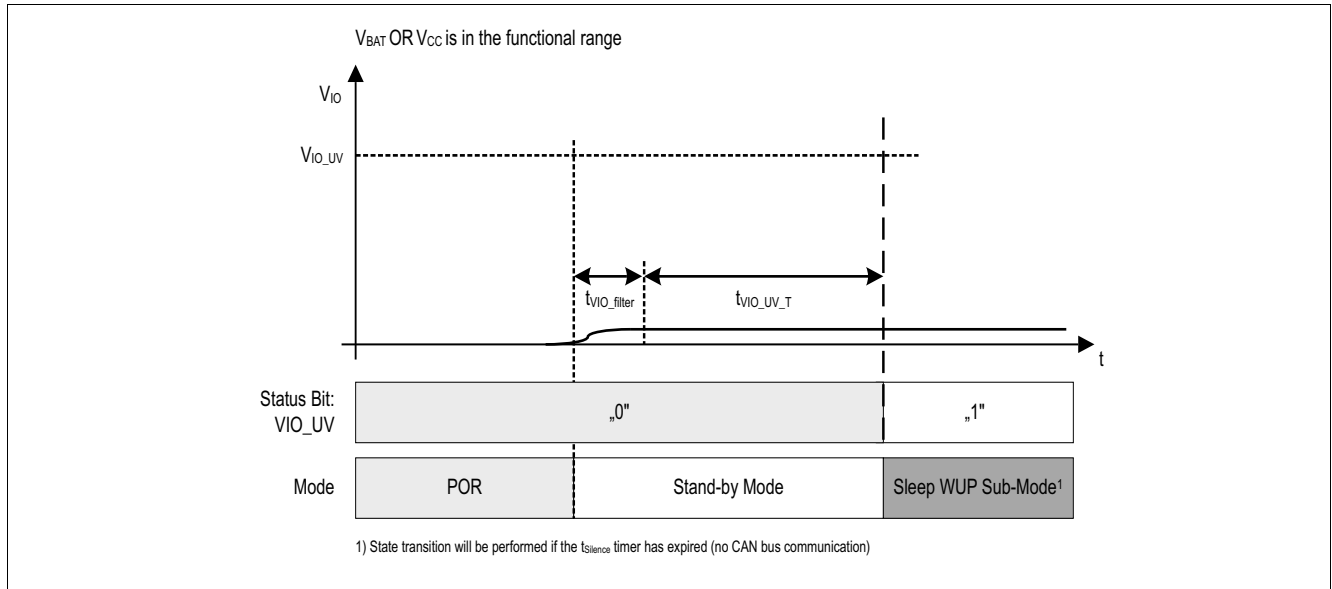 VBAT OR VCC is in the functional range
VIO
VIO_UV
tVIO_filter
tVIO_UV_T
t
Status Bit:
VIO_UV
„0"
„1"
Mode
POR
Stand-by Mode
Sleep WUP Sub-Mode1
1) State transition will be performed if the tSilence timer has expired (no CAN bus communication)